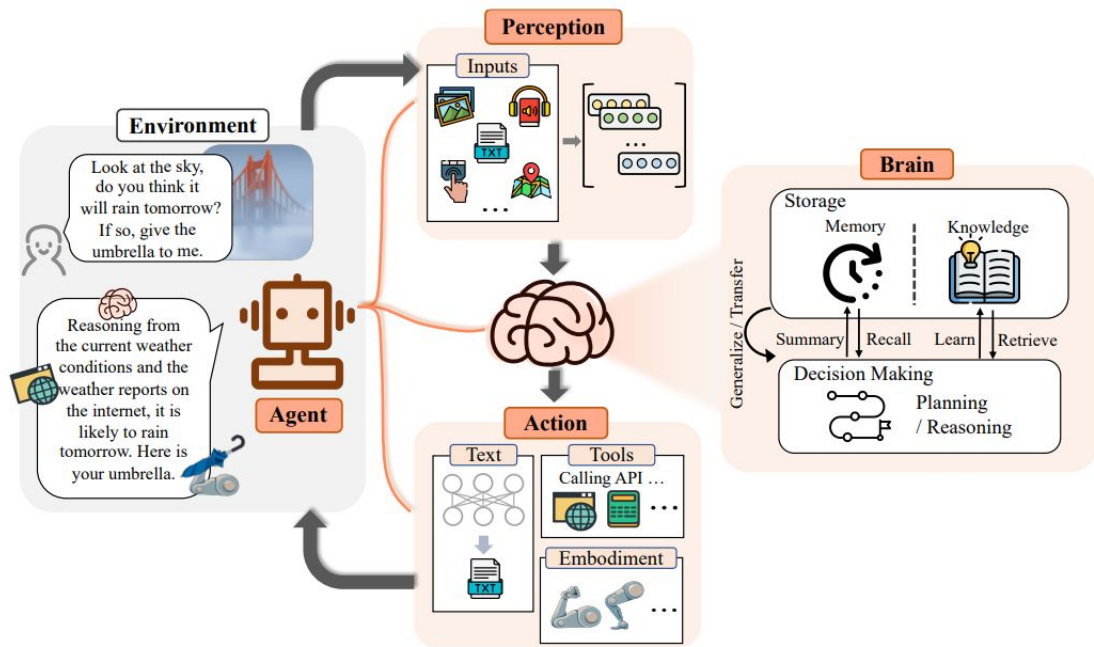 Environment
Look at the sky,
do you think it
will rain tomorrow?
If so, give the
umbrella to me.
Reasoning from
the current weather
conditions and the
weather reports on
the internet, it is
likely to rain
tomorrow. Here is
your umbrella.
Agent
Perception
Inputs
TXT
...
...
Brain
Storage
Memory
Knowledge
Generalize / Transfer
Summary
Recall
Learn
Retrieve
Decision Making
Planning
/ Reasoning
Action
Text
TXT
Tools
Calling API ...
...
Embodiment
...